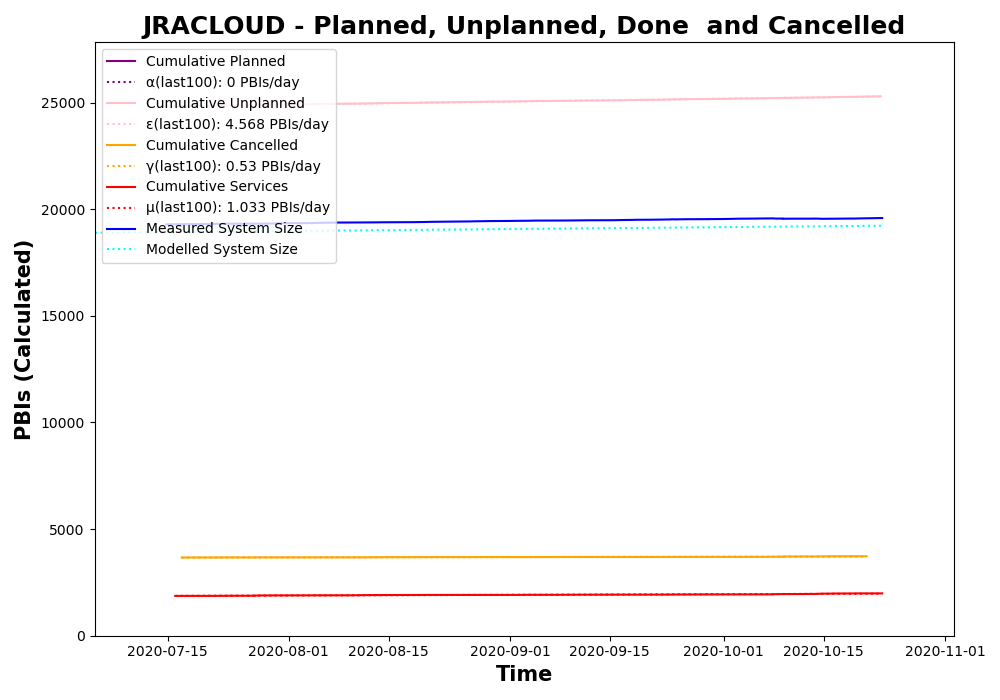 JRACLOUD - Planned, Unplanned, Done  and Cancelled
Cumulative Planned
α(last100): 0 PBIs/day
Cumulative Unplanned
ε(last100): 4.568 PBIs/day
Cumulative Cancelled
γ(last100): 0.53 PBIs/day
Cumulative Services
μ(last100): 1.033 PBIs/day
Measured System Size
Modelled System Size
PBIs (Calculated)
25000
20000
15000
10000
5000
0
2020-07-15
2020-08-01
2020-08-15
2020-09-01
2020-09-15
2020-10-01
2020-10-15
2020-11-01
Time